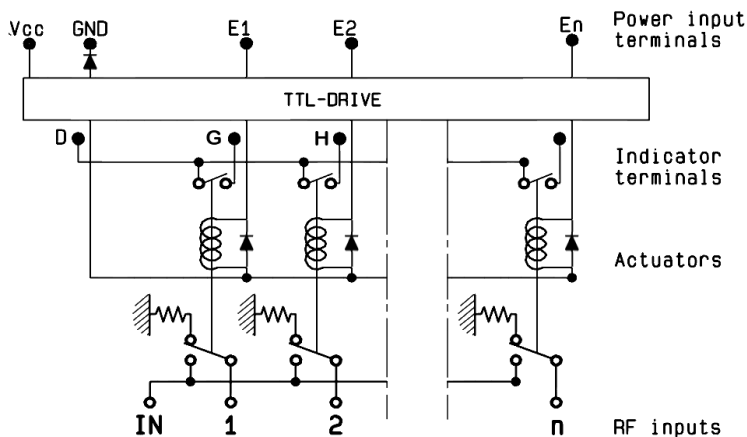 Vcc GND E1 E2 En Power input
terminals
TTL-DRIVE
D G H Indicator
terminals
Actuators
IN 1 2 n RF inputs